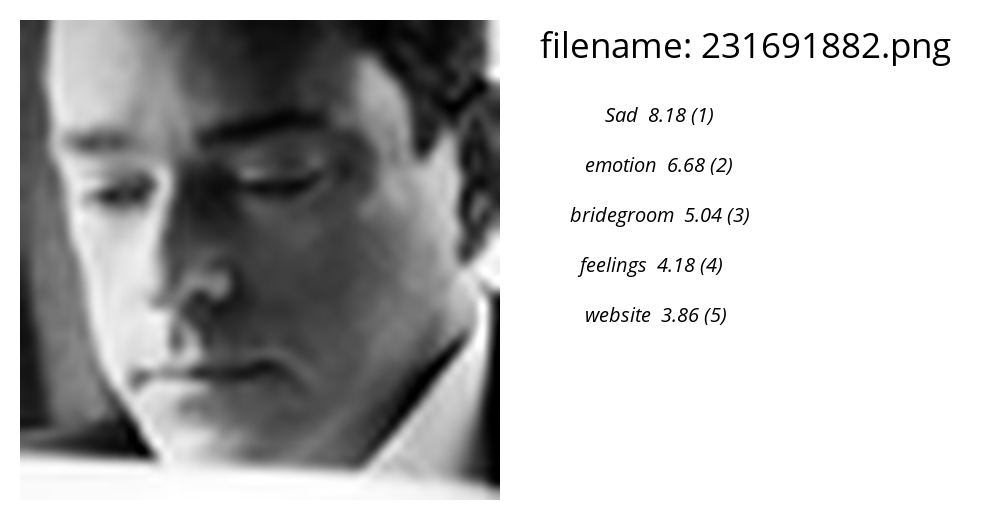 filename: 231691882.png
Sad 8.18 (1)
emotion 6.68 (2)
bridegroom 5.04 (3)
feelings 4.18 (4)
website 3.86 (5)